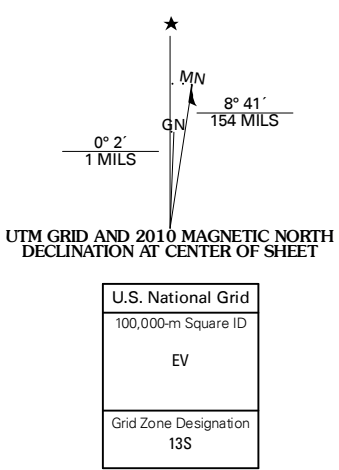 ★
MN
8° 41´
154 MILS
GN
0° 2´
1 MILS
UTM GRID AND 2010 MAGNETIC NORTH
DECLINATION AT CENTER OF SHEET
U.S. National Grid
100,000-m Square ID
EV
Grid Zone Designation
13S